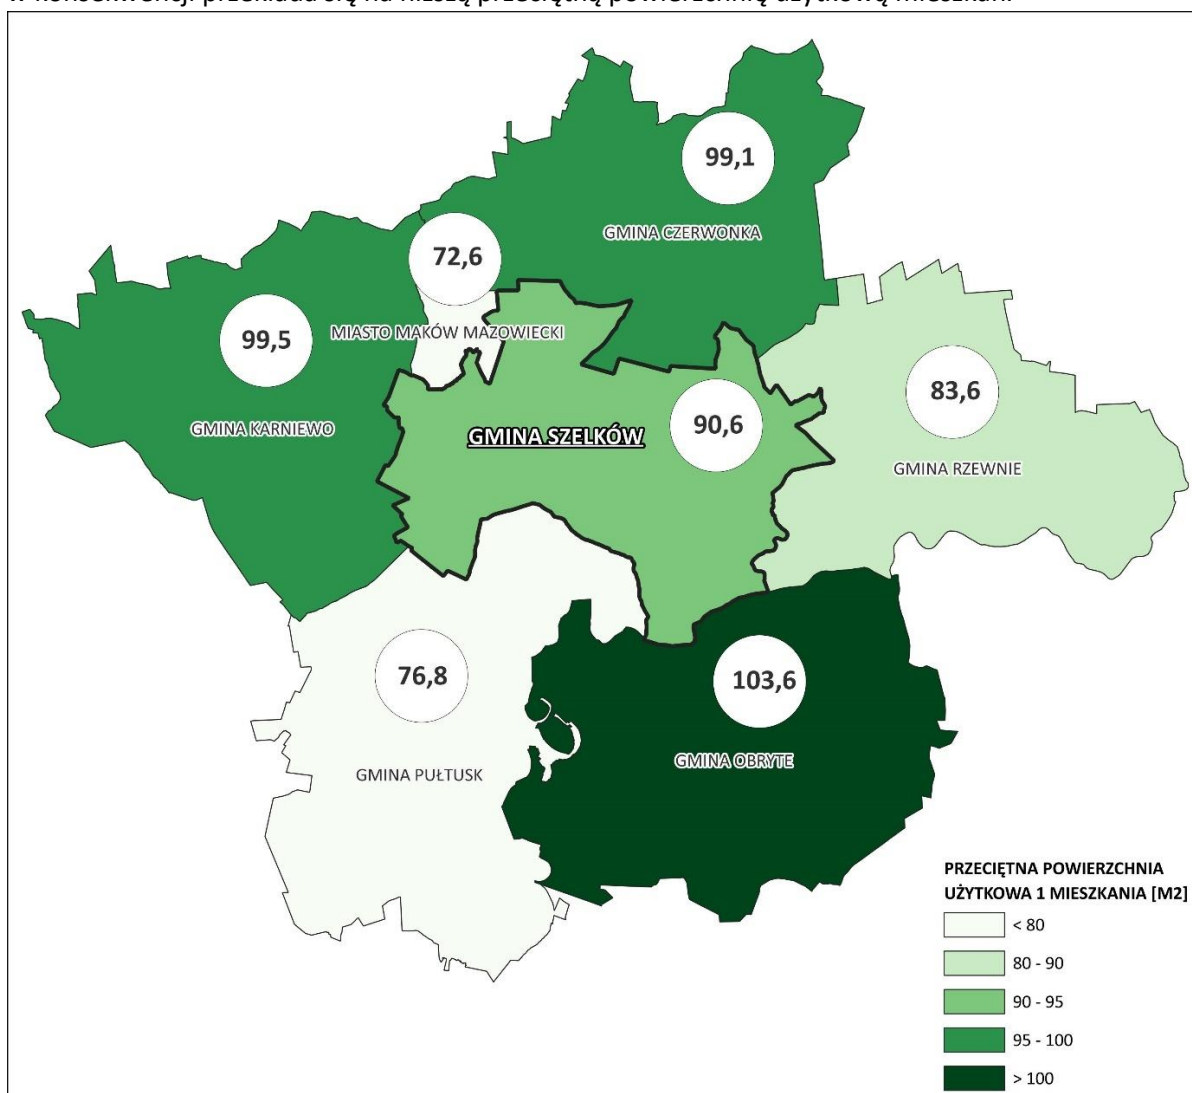 w konsekwencji przekłada się na niższą przeciętną powierzchnię użytkową mieszkań.
99,1
GMINA CZERWONKA
72,6
MIASTO MAKÓW MAZOWIECKI
99,5
GMINA KARNIEWO
83,6
GMINA RZEWNIE
90,6
GMINA SZELKÓW
76,8
GMINA PUŁTUSK
103,6
GMINA OBRYTE
PRZECIĘTNA POWIERZCHNIA
UŻYTKOWA 1 MIESZKANIA [M2]
< 80
80 - 90
90 - 95
95 - 100
> 100